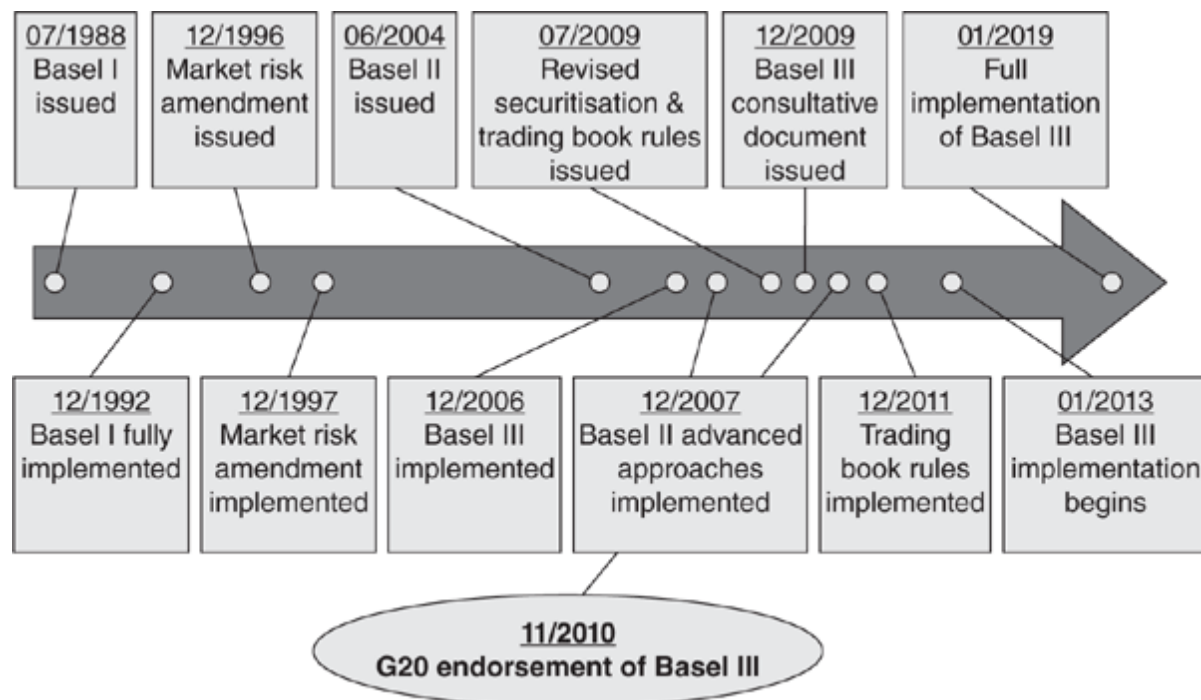 07/1988
Basel I
issued
12/1996
Market risk
amendment
issued
06/2004
Basel II
issued
07/2009
Revised
securitisation &
trading book rules
issued
12/2009
Basel III
consultative
document
issued
01/2019
Full
implementation
of Basel III
12/1992
Basel I fully
implemented
12/1997
Market risk
amendment
implemented
12/2006
Basel III
implemented
12/2007
Basel II advanced
approaches
implemented
12/2011
Trading
book rules
implemented
01/2013
Basel III
implementation
begins
11/2010
G20 endorsement of Basel III